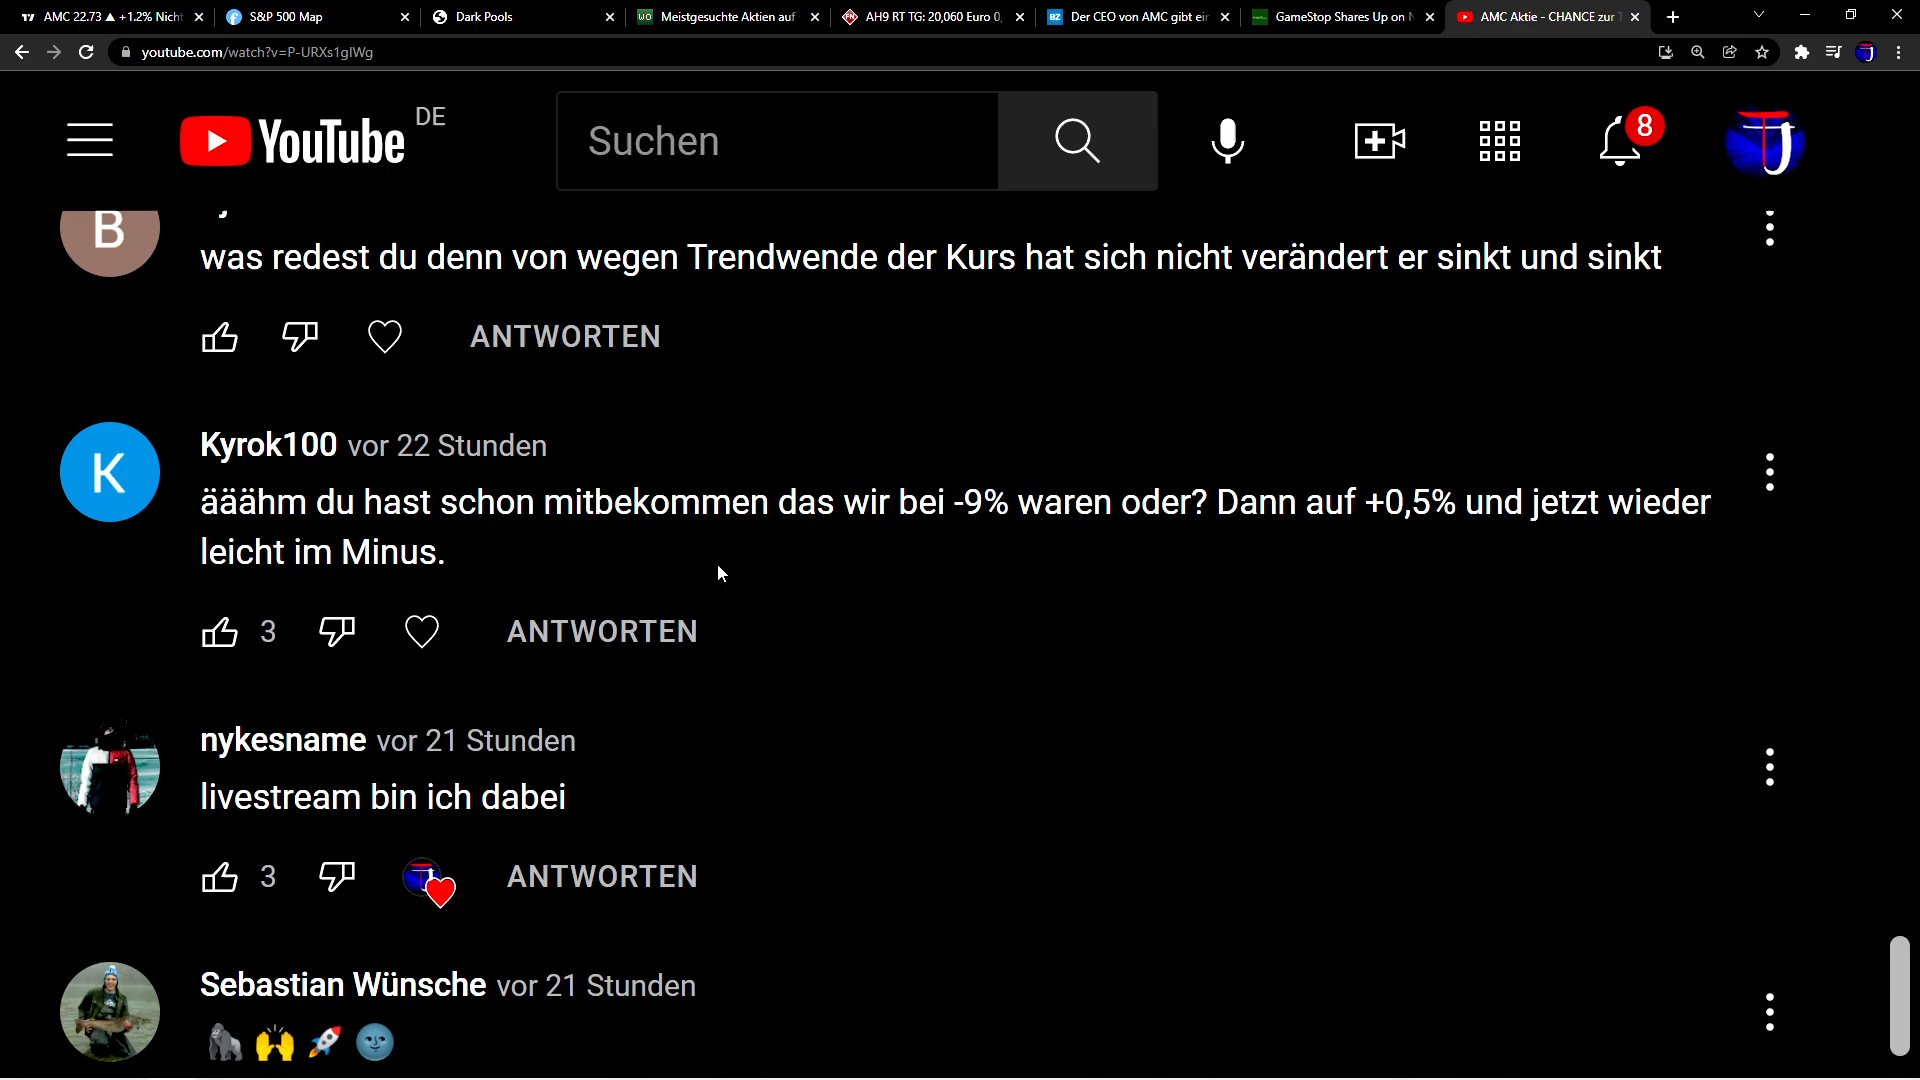 AMC 22.73 ▲ +1.2% Nicht
S&P 500 Map
Dark Pools
WO Meistgesuchte Aktien auf
FN AH9 RT TG: 20,060 Euro 0,
BZ Der CEO von AMC gibt ein
GameStop Shares Up on N
AMC Aktie - CHANCE zur T
youtube.com/watch?v=P-URXs1glWg
YouTube DE
Suchen
8
TJ
B
was redest du denn von wegen Trendwende der Kurs hat sich nicht verändert er sinkt und sinkt
ANTWORTEN
K
Kyrok100 vor 22 Stunden
äääähm du hast schon mitbekommen das wir bei -9% waren oder? Dann auf +0,5% und jetzt wieder
leicht im Minus.
3 ANTWORTEN
nykesname vor 21 Stunden
livestream bin ich dabei
3 ANTWORTEN
Sebastian Wünsche vor 21 Stunden
🦍🙌🚀🌚